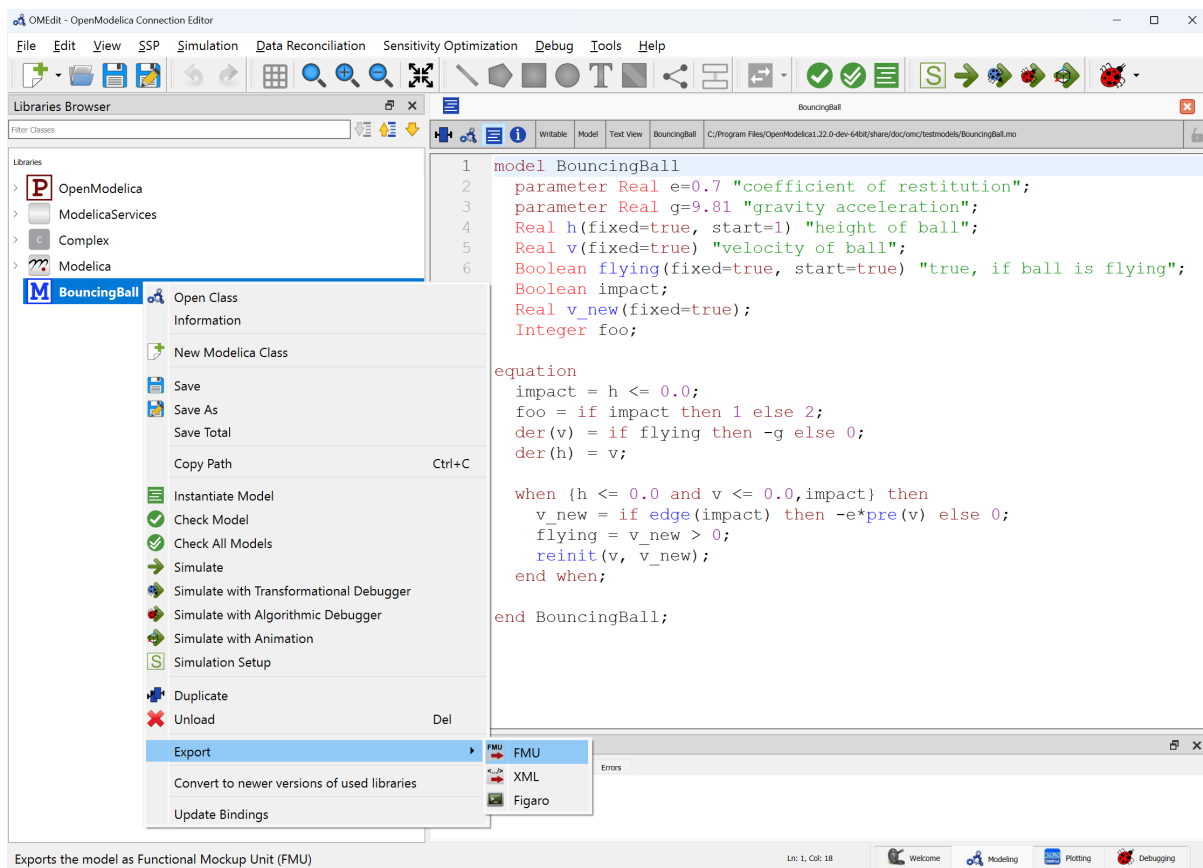 OMEdit - OpenModelica Connection Editor
File Edit View SSP Simulation Data Reconciliation Sensitivity Optimization Debug Tools Help
T S
Libraries Browser
BouncingBall
Filter Classes
Writable Model Text View BouncingBall C:/Program Files/OpenModelica1.22.0-dev-64bit/share/doc/omc/testmodels/BouncingBall.mo
Libraries
P OpenModelica
ModelicaServices
C Complex
Modelica
M BouncingBall
Open Class
Information
New Modelica Class
Save
Save As
Save Total
Copy Path Ctrl+C
Instantiate Model
Check Model
Check All Models
Simulate
Simulate with Transformational Debugger
Simulate with Algorithmic Debugger
Simulate with Animation
S Simulation Setup
Duplicate
Unload Del
Export
Convert to newer versions of used libraries
Update Bindings
FMU FMU
XML
Figaro
1 model BouncingBall
2 parameter Real e=0.7 "coefficient of restitution";
3 parameter Real g=9.81 "gravity acceleration";
4 Real h(fixed=true, start=1) "height of ball";
5 Real v(fixed=true) "velocity of ball";
6 Boolean flying(fixed=true, start=true) "true, if ball is flying";
Boolean impact;
Real v_new(fixed=true);
Integer foo;
equation
impact = h <= 0.0;
foo = if impact then 1 else 2;
der(v) = if flying then -g else 0;
der(h) = v;
when {h <= 0.0 and v <= 0.0,impact} then
v_new = if edge(impact) then -e*pre(v) else 0;
flying = v_new > 0;
reinit(v, v_new);
end when;
end BouncingBall;
Errors
Exports the model as Functional Mockup Unit (FMU)
Ln: 1, Col: 18
Welcome Modeling Plotting Debugging